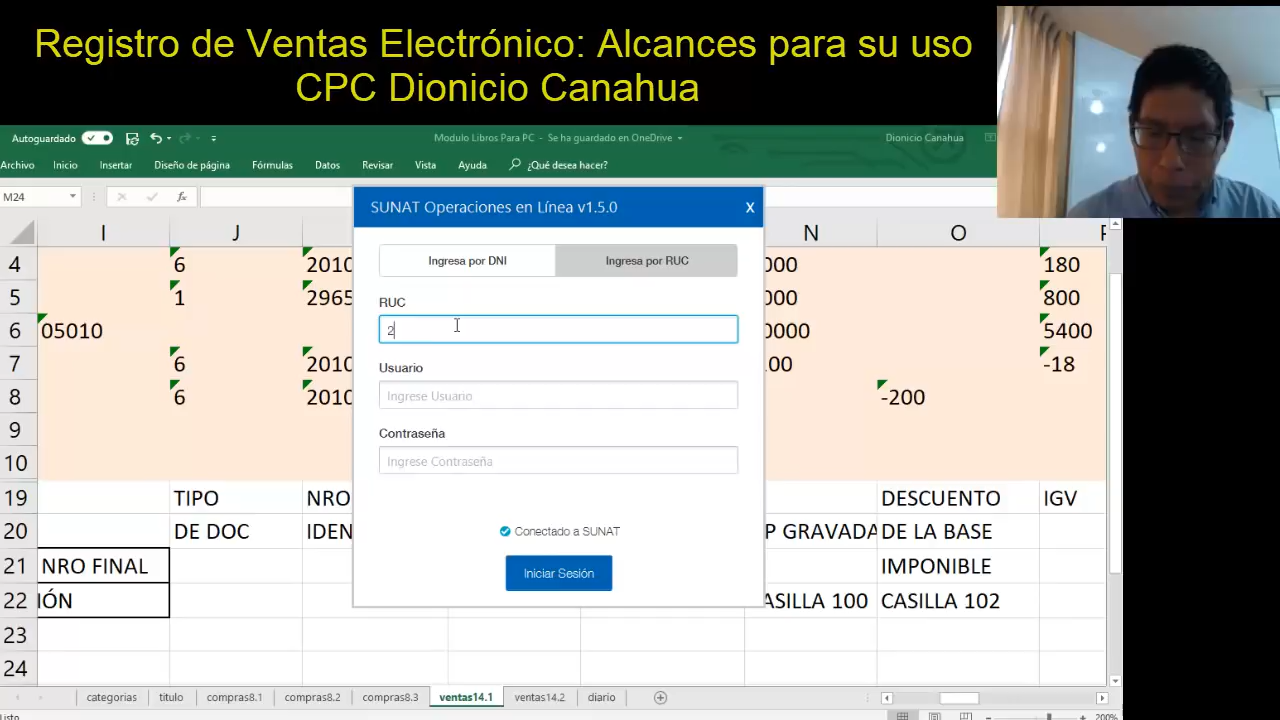 Registro de Ventas Electrónico: Alcances para su uso
CPC Dionicio Canahua
Autoguardado
Modulo Libros Para PC - Se ha guardado en OneDrive
Dionicio Canahua
Archivo Inicio Insertar Diseño de página Fórmulas Datos Revisar Vista Ayuda ¿Qué desea hacer?
M24 fx
SUNAT Operaciones en Línea v1.5.0 X
Ingresa por DNI Ingresa por RUC
RUC
2
Usuario
Ingrese Usuario
Contraseña
Ingrese Contraseña
Conectado a SUNAT
Iniciar Sesión
I J N O
4 6 2010 000 180
5 1 2965 000 800
6 05010 0000 5400
7 6 2010 -18
8 6 2010 -200
9
10
19 TIPO NRO DESCUENTO IGV
20 DE DOC IDEN P GRAVADA DE LA BASE
21 NRO FINAL IMPONIBLE
22 IÓN ASILLA 100 CASILLA 102
23
24
categorias titulo compras8.1 compras8.2 compras8.3 ventas14.1 ventas14.2 diario
Listo 200%